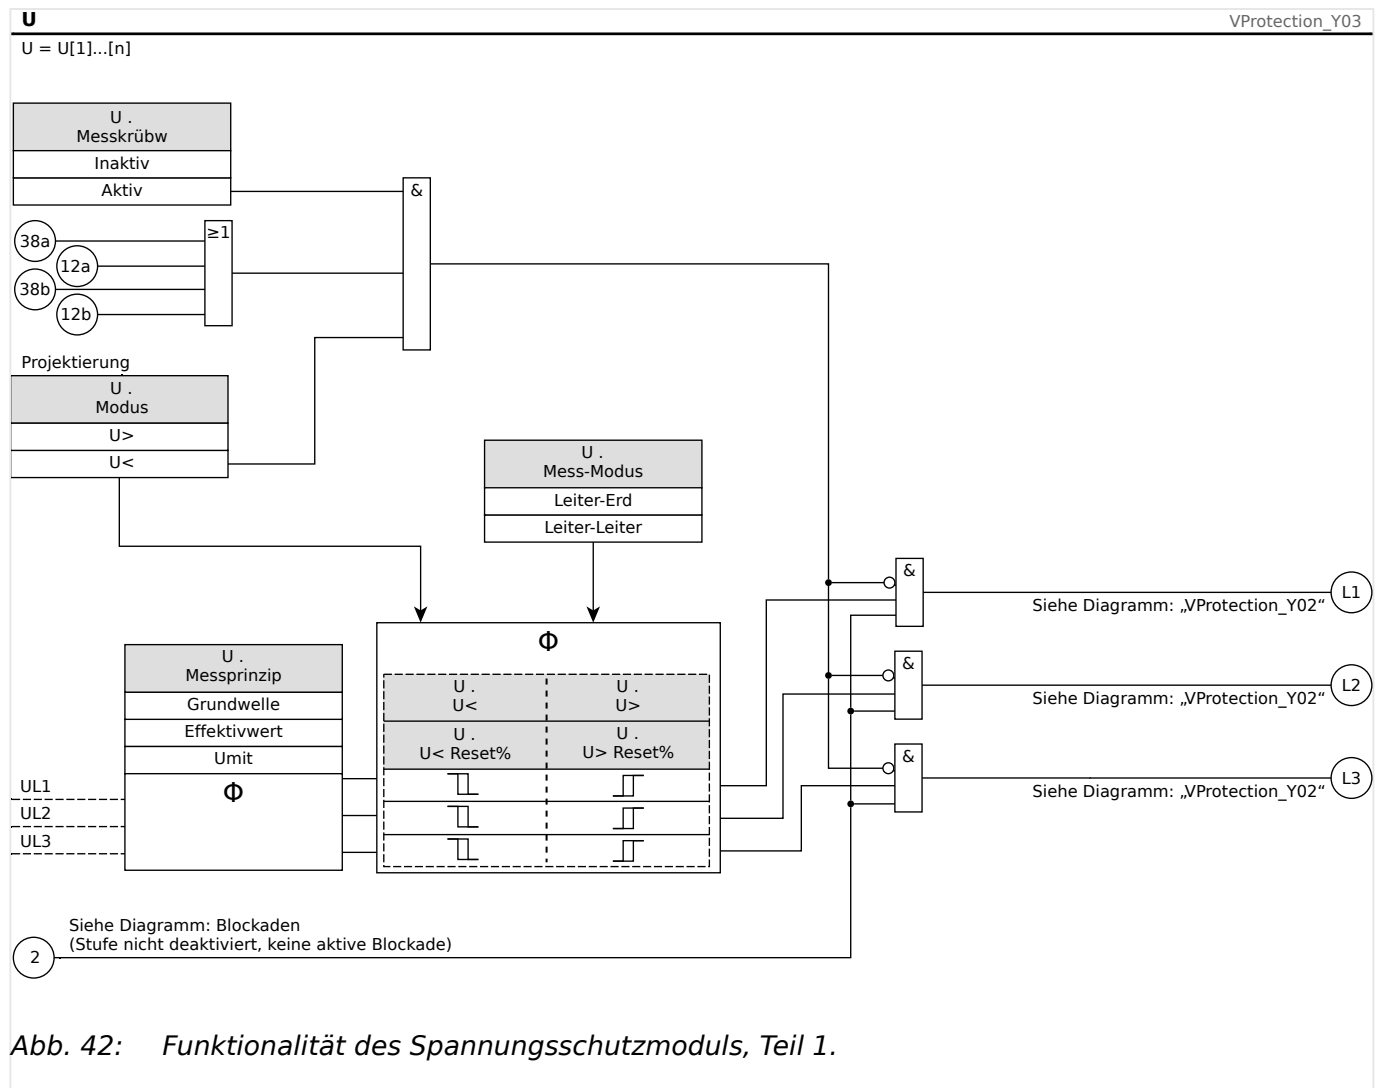 U
VProtection_Y03
U = U[1]...[n]
U .
Messkrübw
Inaktiv
Aktiv
&
38a
≥1
12a
38b
12b
Projektierung
U .
Modus
U>
U<
U .
Mess-Modus
Leiter-Erd
Leiter-Leiter
&
L1
Siehe Diagramm: „VProtection_Y02“
Φ
U .
Messprinzip
Grundwelle
Effektivwert
Umit
Φ
U .
U<
U .
U>
U .
U< Reset%
U .
U> Reset%
&
L2
Siehe Diagramm: „VProtection_Y02“
&
L3
Siehe Diagramm: „VProtection_Y02“
UL1
UL2
UL3
Siehe Diagramm: Blockaden
(Stufe nicht deaktiviert, keine aktive Blockade)
2
Abb. 42: Funktionalität des Spannungsschutzmoduls, Teil 1.